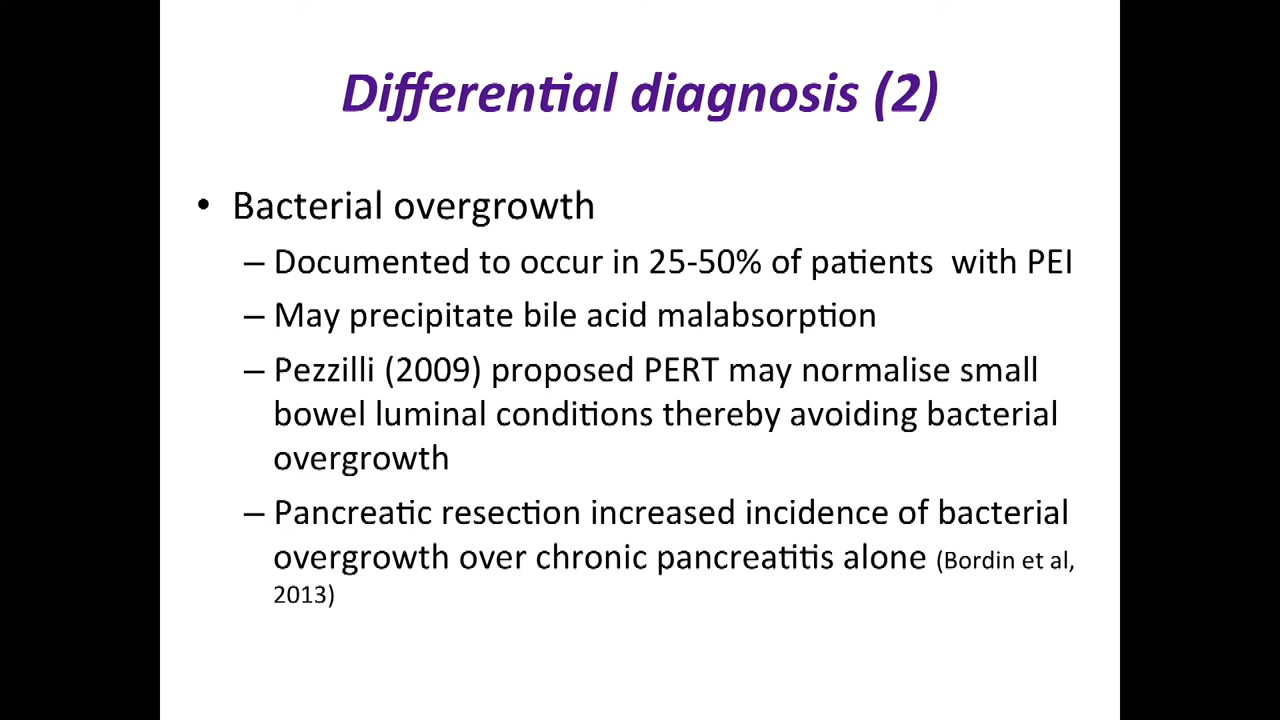 Differential diagnosis (2)
• Bacterial overgrowth
– Documented to occur in 25-50% of patients  with PEI
– May precipitate bile acid malabsorption
– Pezzilli (2009) proposed PERT may normalise small
bowel luminal conditions thereby avoiding bacterial
overgrowth
– Pancreatic resection increased incidence of bacterial
overgrowth over chronic pancreatitis alone (Bordin et al,
2013)